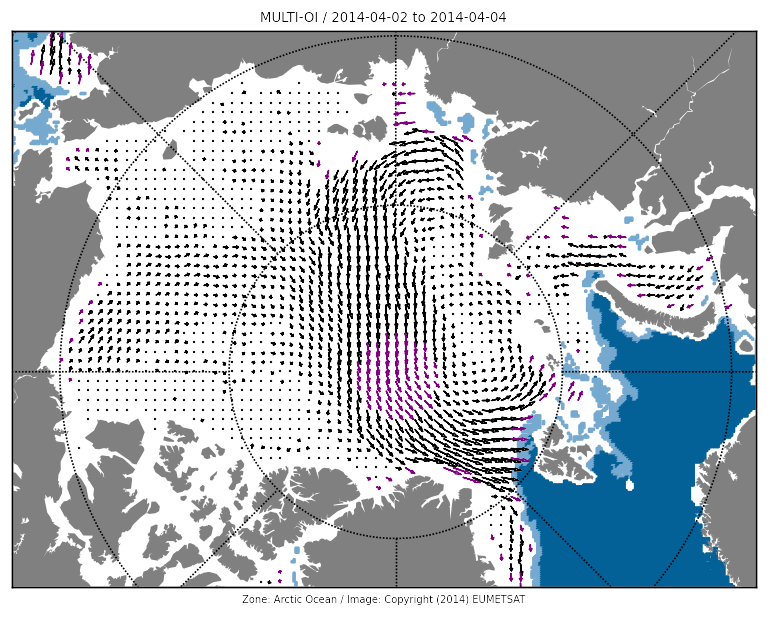 MULTI-OI / 2014-04-02 to 2014-04-04
Zone: Arctic Ocean / Image: Copyright (2014) EUMETSAT